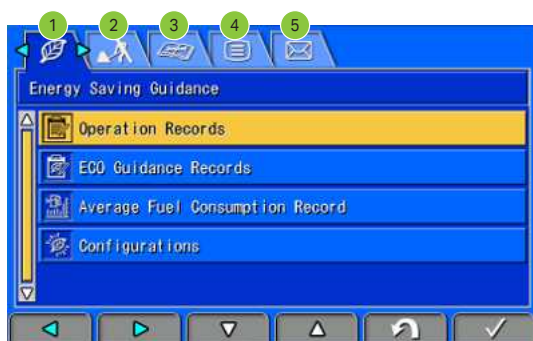 1 2 3 4 5
Energy Saving Guidance
Operation Records
ECO Guidance Records
Average Fuel Consumption Record
Configurations